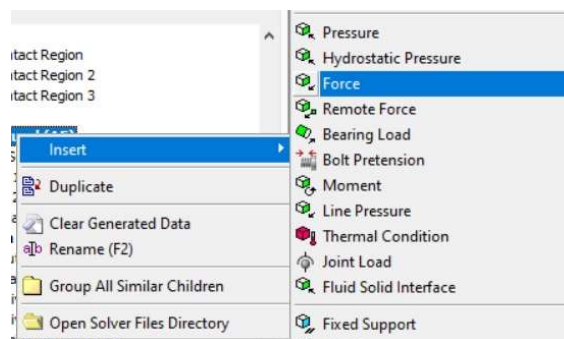 tact Region
tact Region 2
tact Region 3
Insert
Duplicate
Clear Generated Data
Rename (F2)
Group All Similar Children
Open Solver Files Directory
Pressure
Hydrostatic Pressure
Force
Remote Force
Bearing Load
Bolt Pretension
Moment
Line Pressure
Thermal Condition
Joint Load
Fluid Solid Interface
Fixed Support